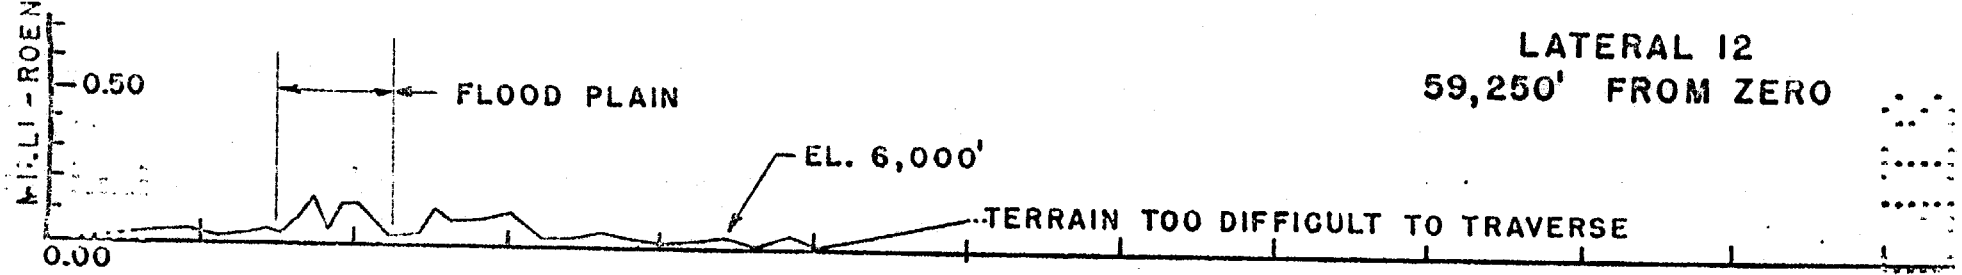 MILLI-ROEN
0.50
FLOOD PLAIN
LATERAL 12
59,250' FROM ZERO
EL. 6,000'
TERRAIN TOO DIFFICULT TO TRAVERSE
0.00